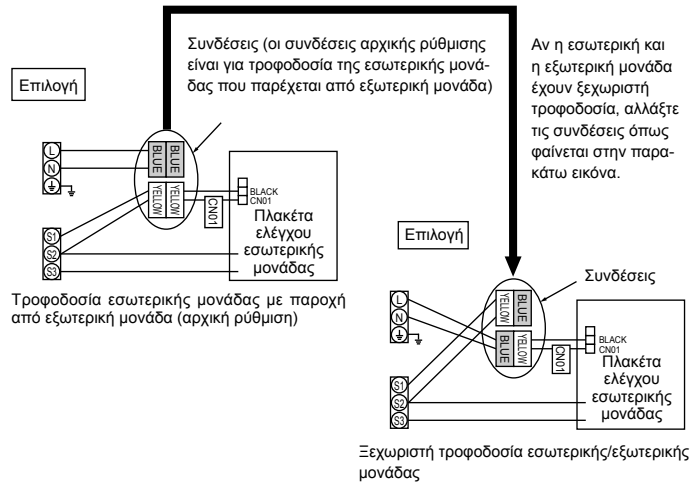 Συνδέσεις (οι συνδέσεις αρχικής ρύθμισης
είναι για τροφοδοσία της εσωτερικής μονά-
δας που παρέχεται από εξωτερική μονάδα)
Αν η εσωτερική και
η εξωτερική μονάδα
έχουν ξεχωριστή
τροφοδοσία, αλλάξτε
τις συνδέσεις όπως
φαίνεται στην παρα-
κάτω εικόνα.
Επιλογή
L
N
BLUE
BLUE
YELLOW
YELLOW
S1
S2
S3
CN01
BLACK
CN01
Πλακέτα
ελέγχου
εσωτερικής
μονάδας
Τροφοδοσία εσωτερικής μονάδας με παροχή
από εξωτερική μονάδα (αρχική ρύθμιση)
Επιλογή
Συνδέσεις
L
N
YELLOW
BLUE
BLUE
YELLOW
S1
S2
S3
CN01
BLACK
CN01
Πλακέτα
ελέγχου
εσωτερικής
μονάδας
Ξεχωριστή τροφοδοσία εσωτερικής/εξωτερικής
μονάδας